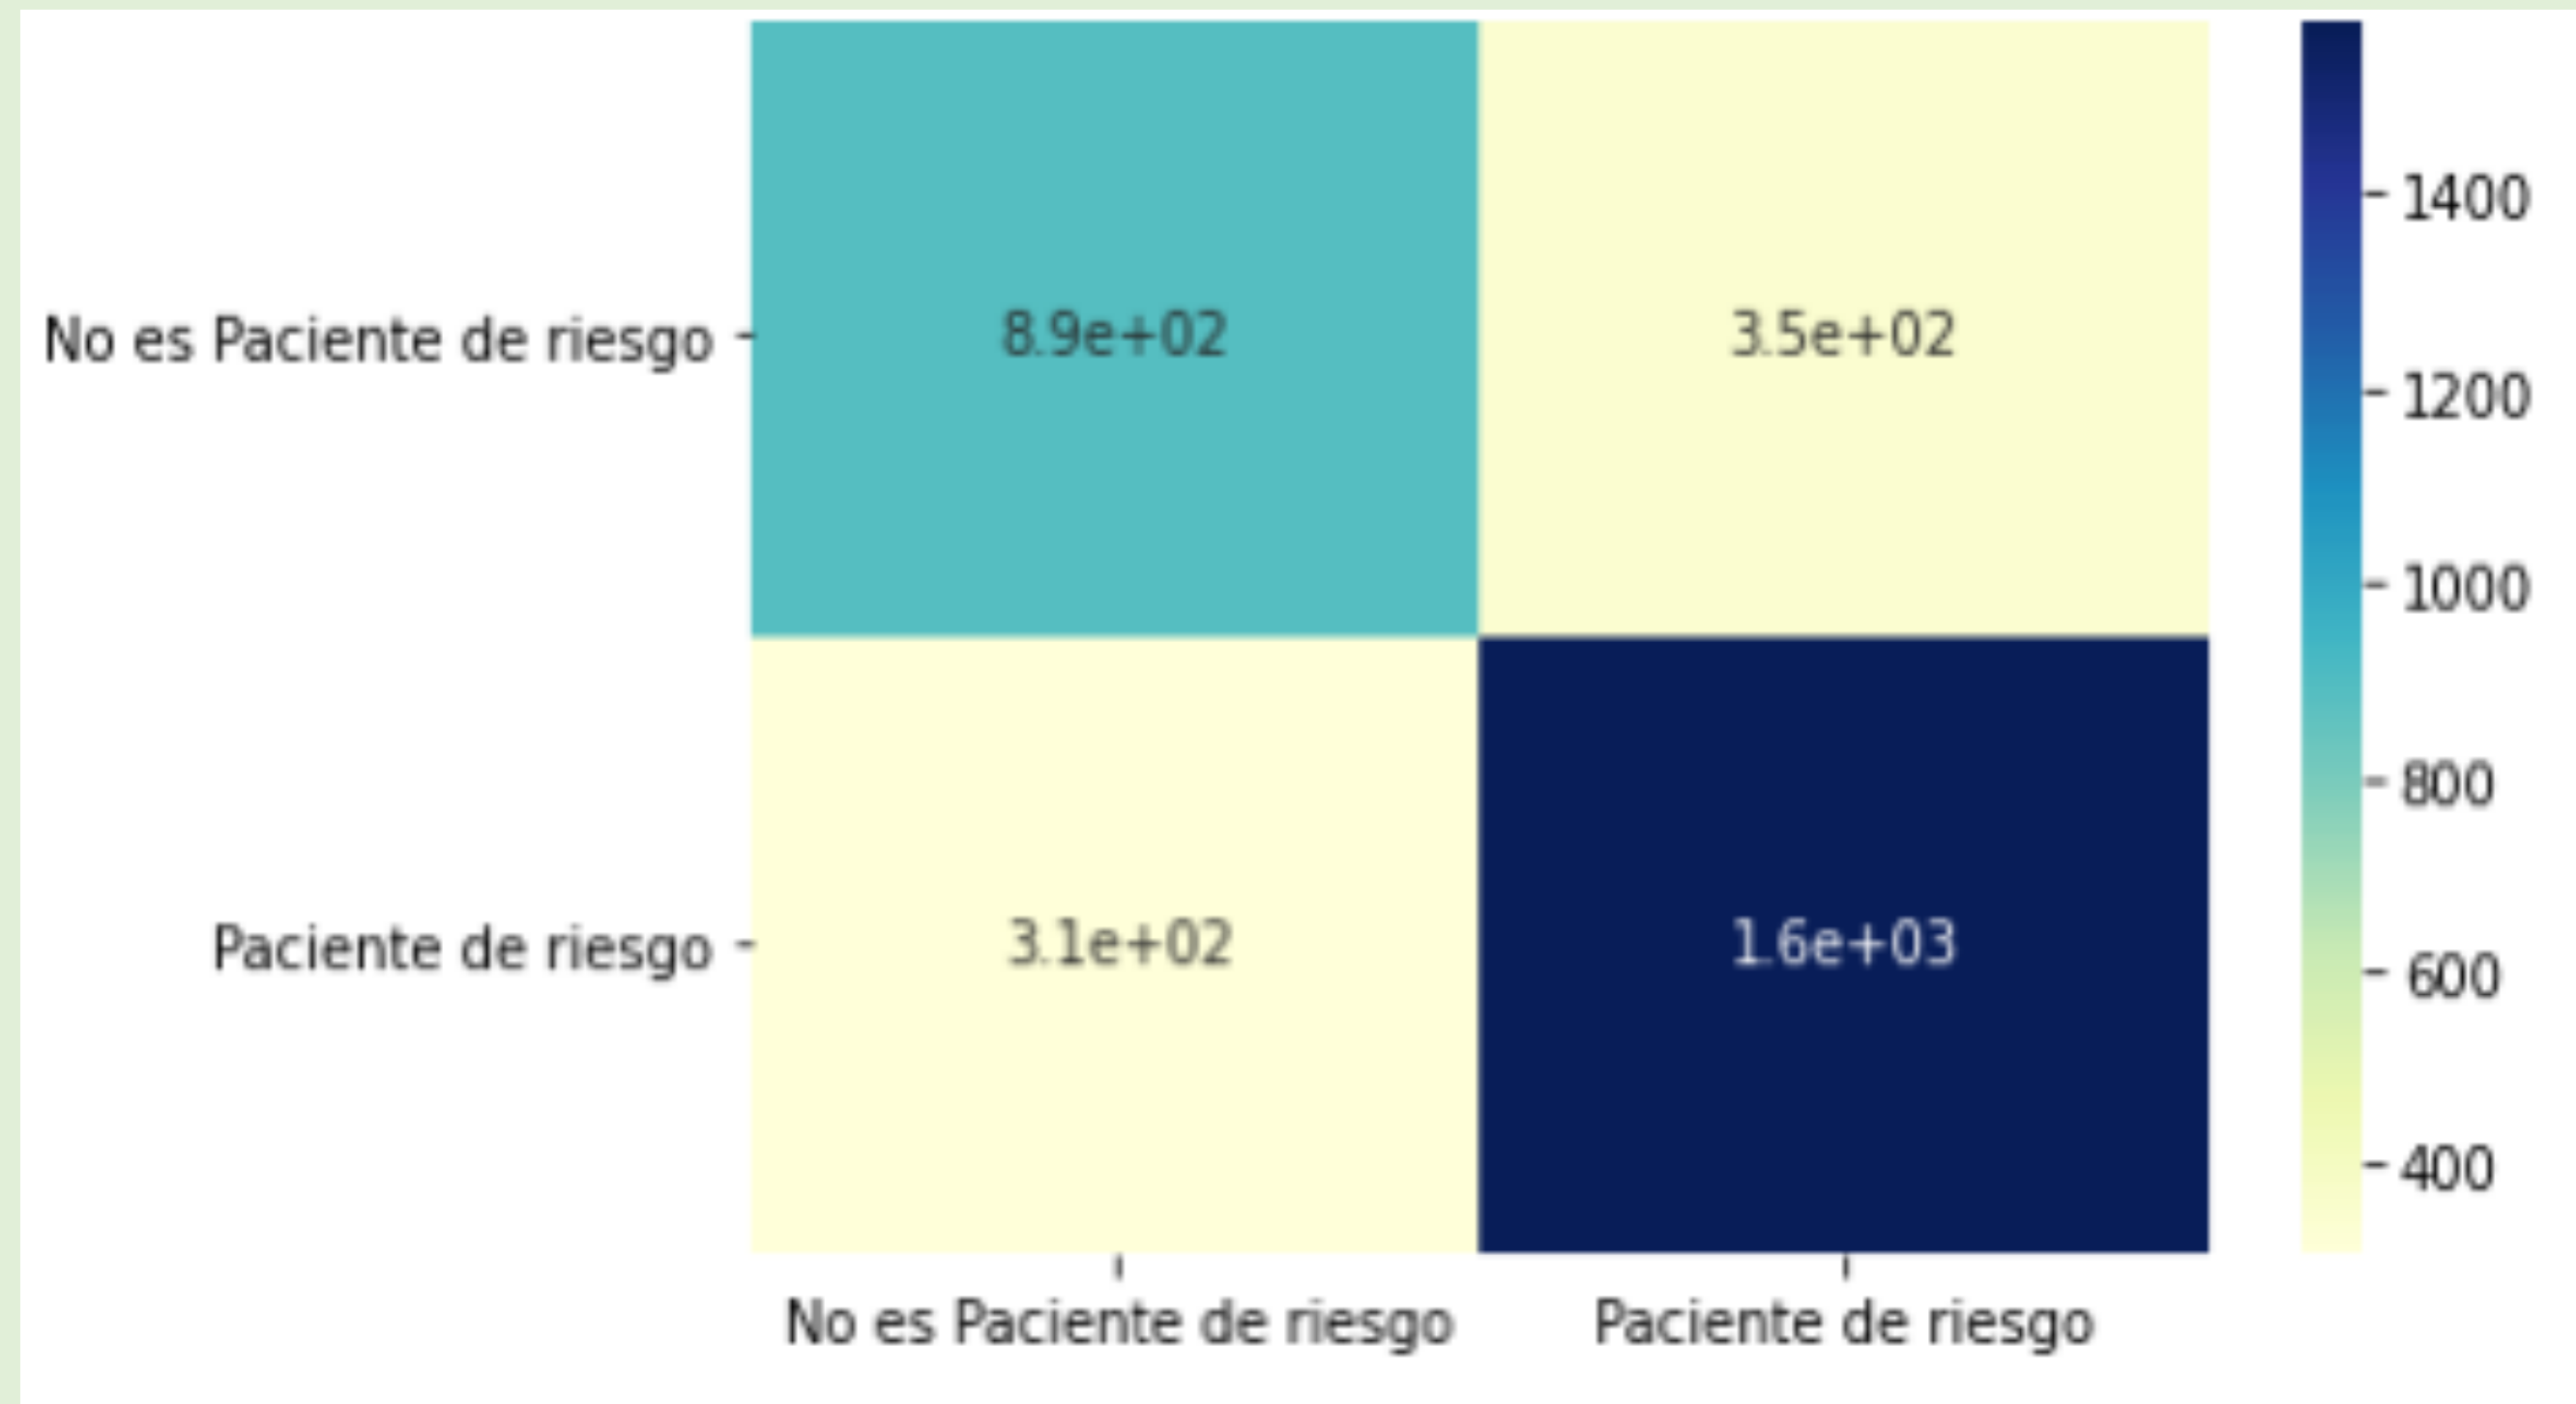 No es Paciente de riesgo
8.9e+02
3.5e+02
Paciente de riesgo
3.1e+02
1.6e+03
No es Paciente de riesgo
Paciente de riesgo
1400
1200
1000
800
600
400